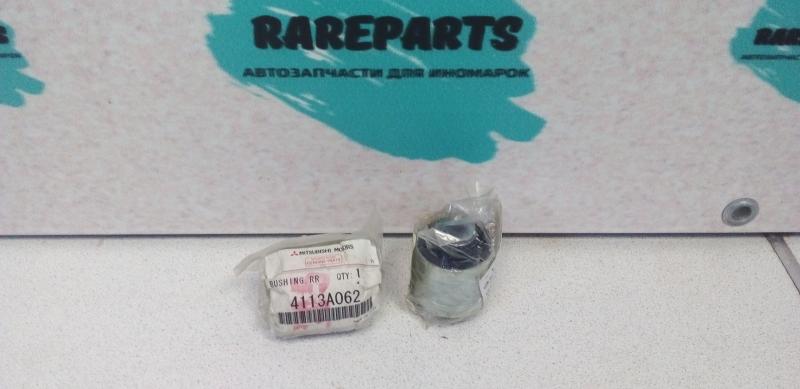 RAREPARTS
АВТОЗАПЧАСТИ ДЛЯ ИНОМАРОК
MITSUBISHI MOTORS
BUSHING,RR QTY: 1
4113A062